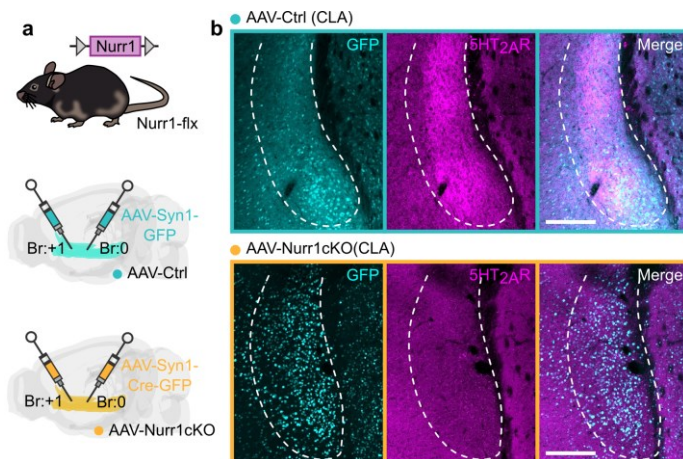 a
Nurr1
Nurr1-flx
AAV-Syn1-
GFP
Br:+1
Br:0
AAV-Ctrl
AAV-Syn1-
Cre-GFP
Br:+1
Br:0
AAV-Nurr1cKO
b
AAV-Ctrl (CLA)
GFP
5HT2AR
Merge
AAV-Nurr1cKO(CLA)
GFP
5HT2AR
Merge